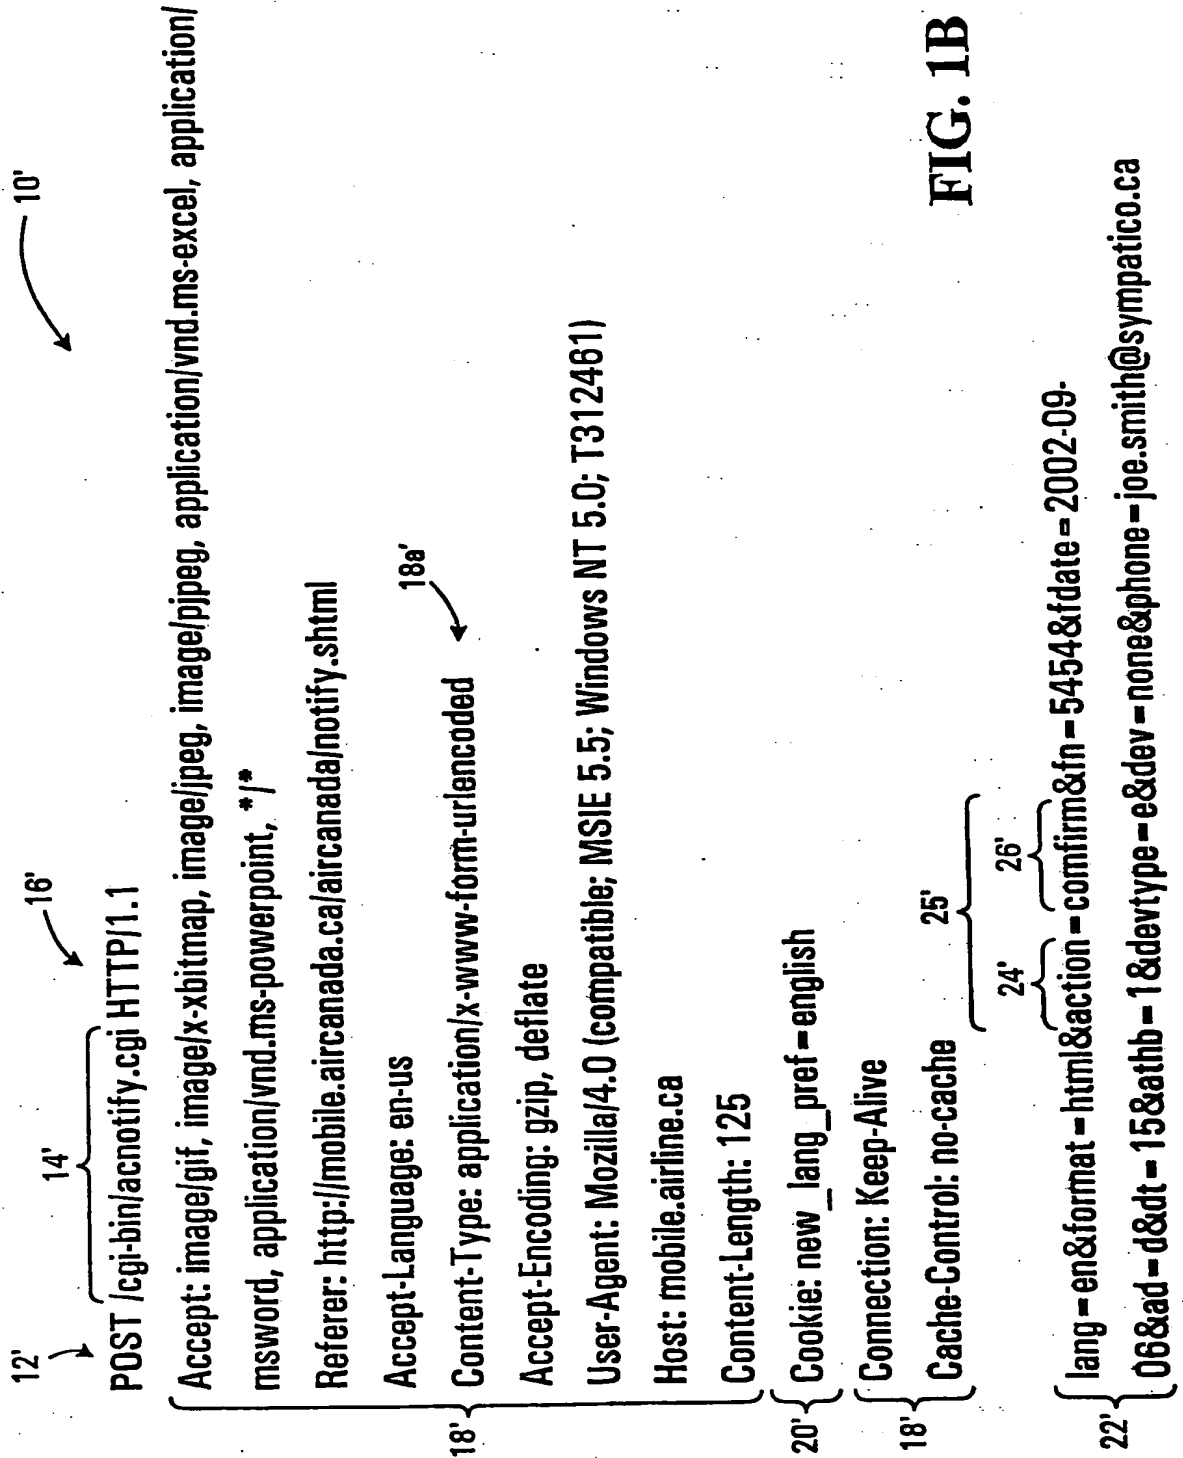 10'
12'
14'
16'
POST /cgi-bin/acnotify.cgi HTTP/1.1
Accept: image/gif, image/x-xbitmap, image/jpeg, image/pjpeg, application/vnd.ms-excel, application/
msword, application/vnd.ms-powerpoint, */*
Referer: http://mobile.aircanada.ca/aircanada/notify.shtml
Accept-Language: en-us
18a'
Content-Type: application/x-www-form-urlencoded
Accept-Encoding: gzip, deflate
User-Agent: Mozilla/4.0 (compatible; MSIE 5.5; Windows NT 5.0; T312461)
Host: mobile.airline.ca
Content-Length: 125
18'
20'
Cookie: new_lang_pref=english
18'
Connection: Keep-Alive
Cache-Control: no-cache
25'
24'
26'
22'
lang=en&format=html&action=comfirm&fn=5454&fdate=2002-09-
06&ad=d&dt=15&athb=1&devtype=e&dev=none&phone=joe.smith@sympatico.ca
FIG. 1B